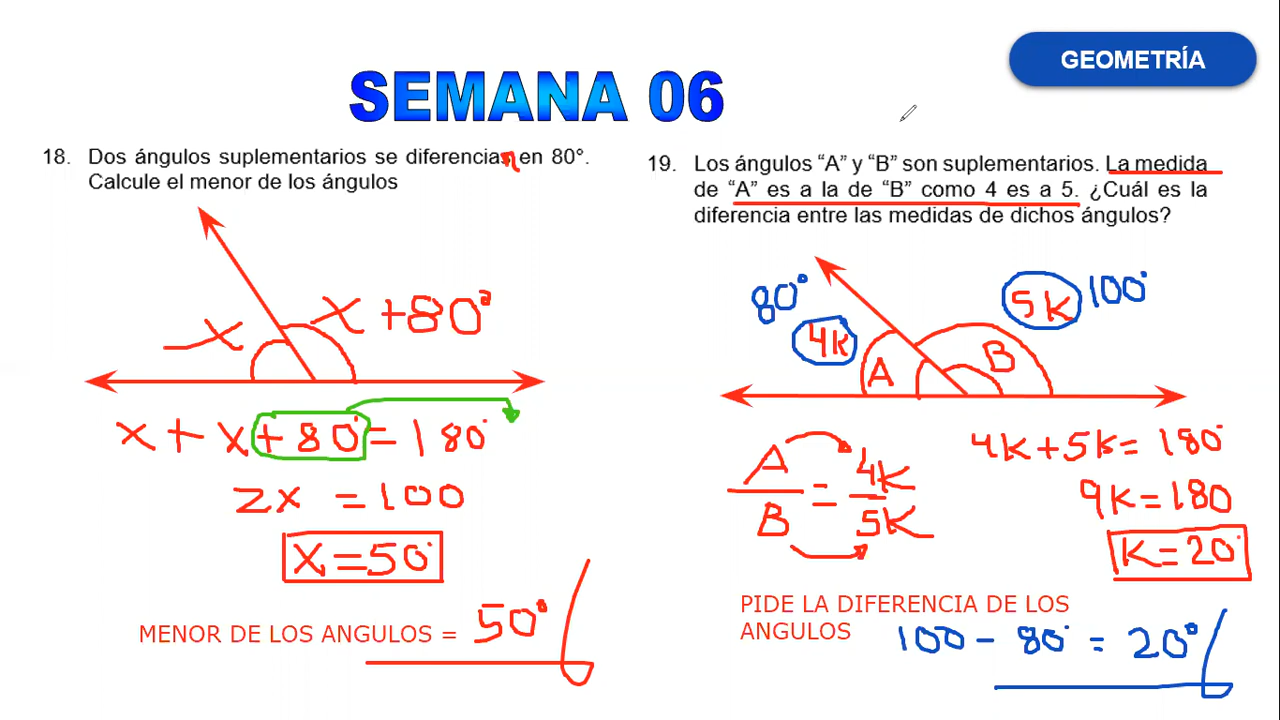 GEOMETRÍA
SEMANA 06
18. Dos ángulos suplementarios se diferencian en 80°.
Calcule el menor de los ángulos
x
x +80°
x + x +80° = 180°
2x = 100
x = 50°
MENOR DE LOS ANGULOS = 50°
19. Los ángulos “A” y “B” son suplementarios. La medida
de “A” es a la de “B” como 4 es a 5. ¿Cuál es la
diferencia entre las medidas de dichos ángulos?
80°
4K
5K
100°
A
B
A/B = 4K/5K
4K + 5K = 180°
9K = 180
K = 20°
PIDE LA DIFERENCIA DE LOS
ANGULOS
100 - 80° = 20°